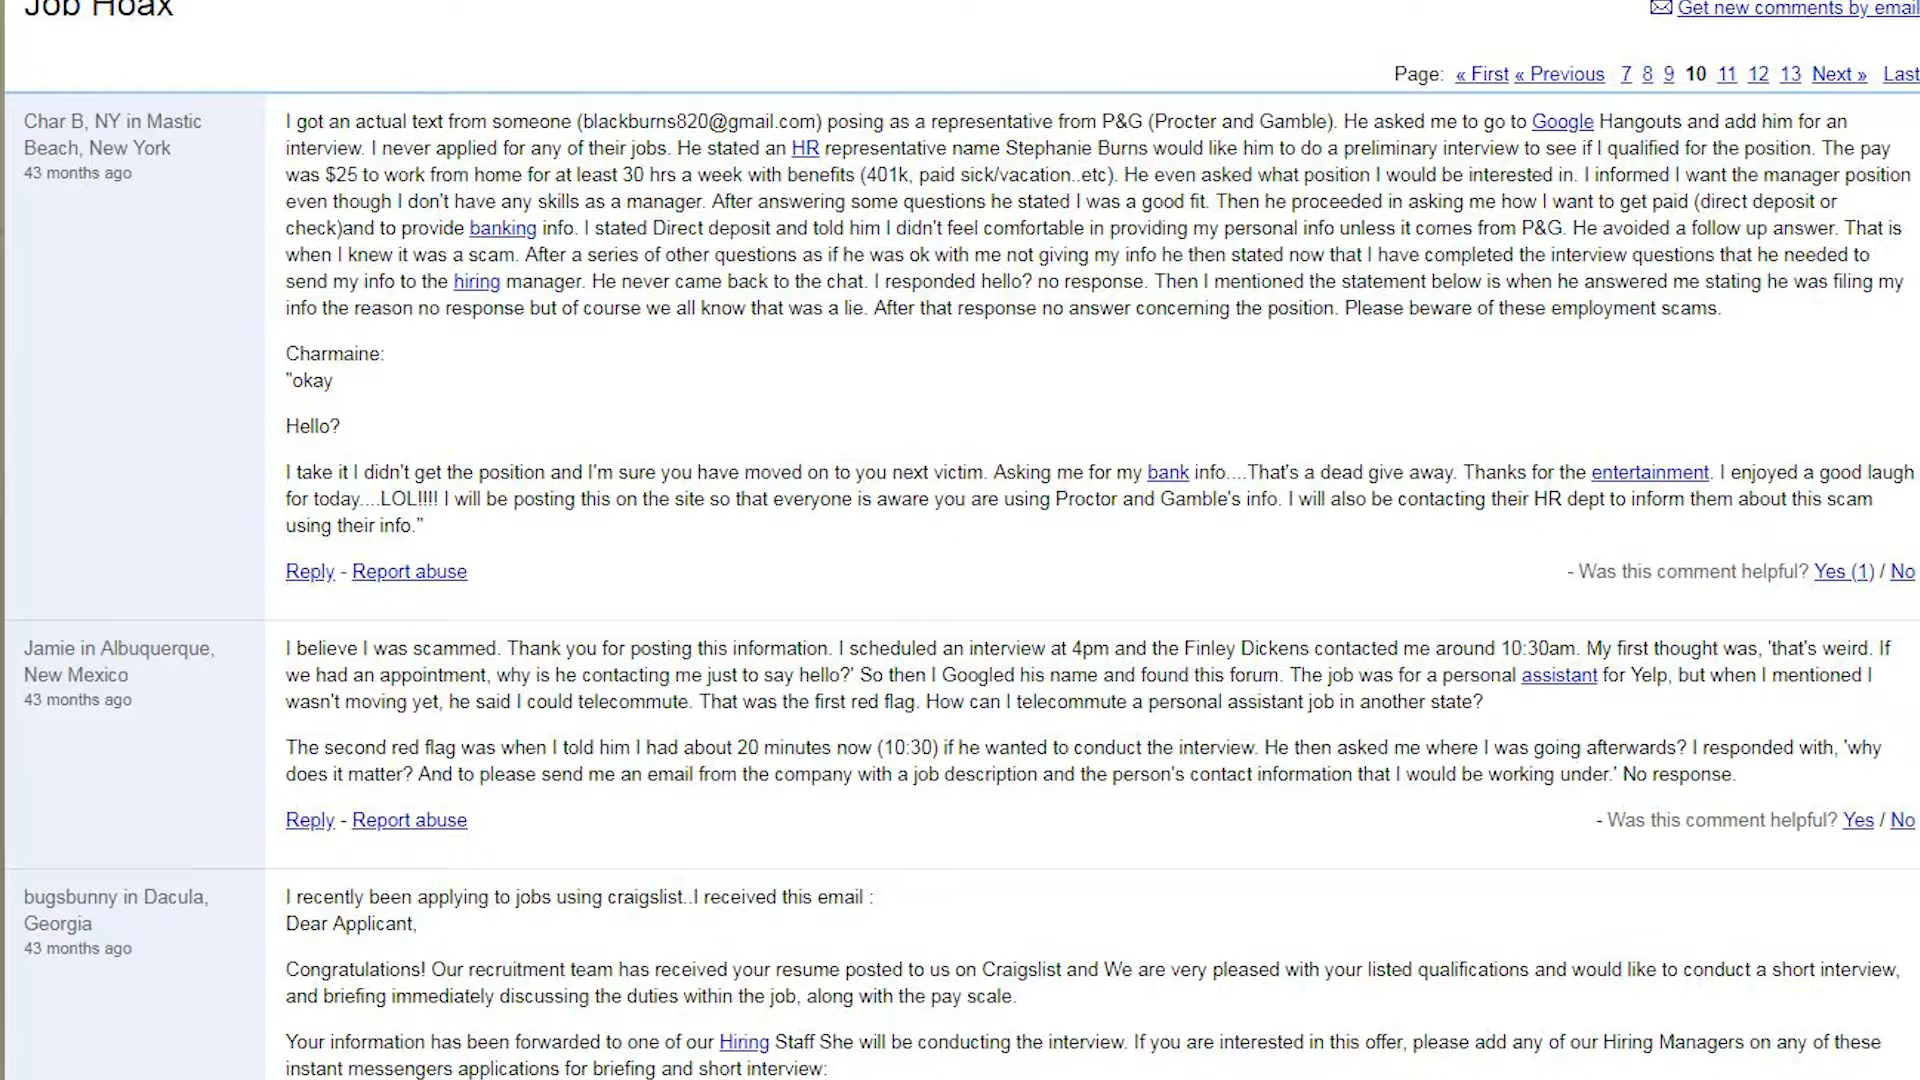 Job Hoax
Get new comments by email
Page: « First « Previous 7 8 9 10 11 12 13 Next » Last
Char B, NY in Mastic
Beach, New York
43 months ago
I got an actual text from someone (blackburns820@gmail.com) posing as a representative from P&G (Procter and Gamble). He asked me to go to Google Hangouts and add him for an
interview. I never applied for any of their jobs. He stated an HR representative name Stephanie Burns would like him to do a preliminary interview to see if I qualified for the position. The pay
was $25 to work from home for at least 30 hrs a week with benefits (401k, paid sick/vacation..etc). He even asked what position I would be interested in. I informed I want the manager position
even though I don't have any skills as a manager. After answering some questions he stated I was a good fit. Then he proceeded in asking me how I want to get paid (direct deposit or
check)and to provide banking info. I stated Direct deposit and told him I didn't feel comfortable in providing my personal info unless it comes from P&G. He avoided a follow up answer. That is
when I knew it was a scam. After a series of other questions as if he was ok with me not giving my info he then stated now that I have completed the interview questions that he needed to
send my info to the hiring manager. He never came back to the chat. I responded hello? no response. Then I mentioned the statement below is when he answered me stating he was filing my
info the reason no response but of course we all know that was a lie. After that response no answer concerning the position. Please beware of these employment scams.
Charmaine:
"okay
Hello?
I take it I didn't get the position and I'm sure you have moved on to you next victim. Asking me for my bank info....That's a dead give away. Thanks for the entertainment. I enjoyed a good laugh
for today....LOL!!!! I will be posting this on the site so that everyone is aware you are using Proctor and Gamble's info. I will also be contacting their HR dept to inform them about this scam
using their info."
Reply - Report abuse
- Was this comment helpful? Yes (1) / No
Jamie in Albuquerque,
New Mexico
43 months ago
I believe I was scammed. Thank you for posting this information. I scheduled an interview at 4pm and the Finley Dickens contacted me around 10:30am. My first thought was, 'that's weird. If
we had an appointment, why is he contacting me just to say hello?' So then I Googled his name and found this forum. The job was for a personal assistant for Yelp, but when I mentioned I
wasn't moving yet, he said I could telecommute. That was the first red flag. How can I telecommute a personal assistant job in another state?
The second red flag was when I told him I had about 20 minutes now (10:30) if he wanted to conduct the interview. He then asked me where I was going afterwards? I responded with, 'why
does it matter? And to please send me an email from the company with a job description and the person's contact information that I would be working under.' No response.
Reply - Report abuse
- Was this comment helpful? Yes / No
bugsbunny in Dacula,
Georgia
43 months ago
I recently been applying to jobs using craigslist..I received this email :
Dear Applicant,
Congratulations! Our recruitment team has received your resume posted to us on Craigslist and We are very pleased with your listed qualifications and would like to conduct a short interview,
and briefing immediately discussing the duties within the job, along with the pay scale.
Your information has been forwarded to one of our Hiring Staff She will be conducting the interview. If you are interested in this offer, please add any of our Hiring Managers on any of these
instant messengers applications for briefing and short interview: